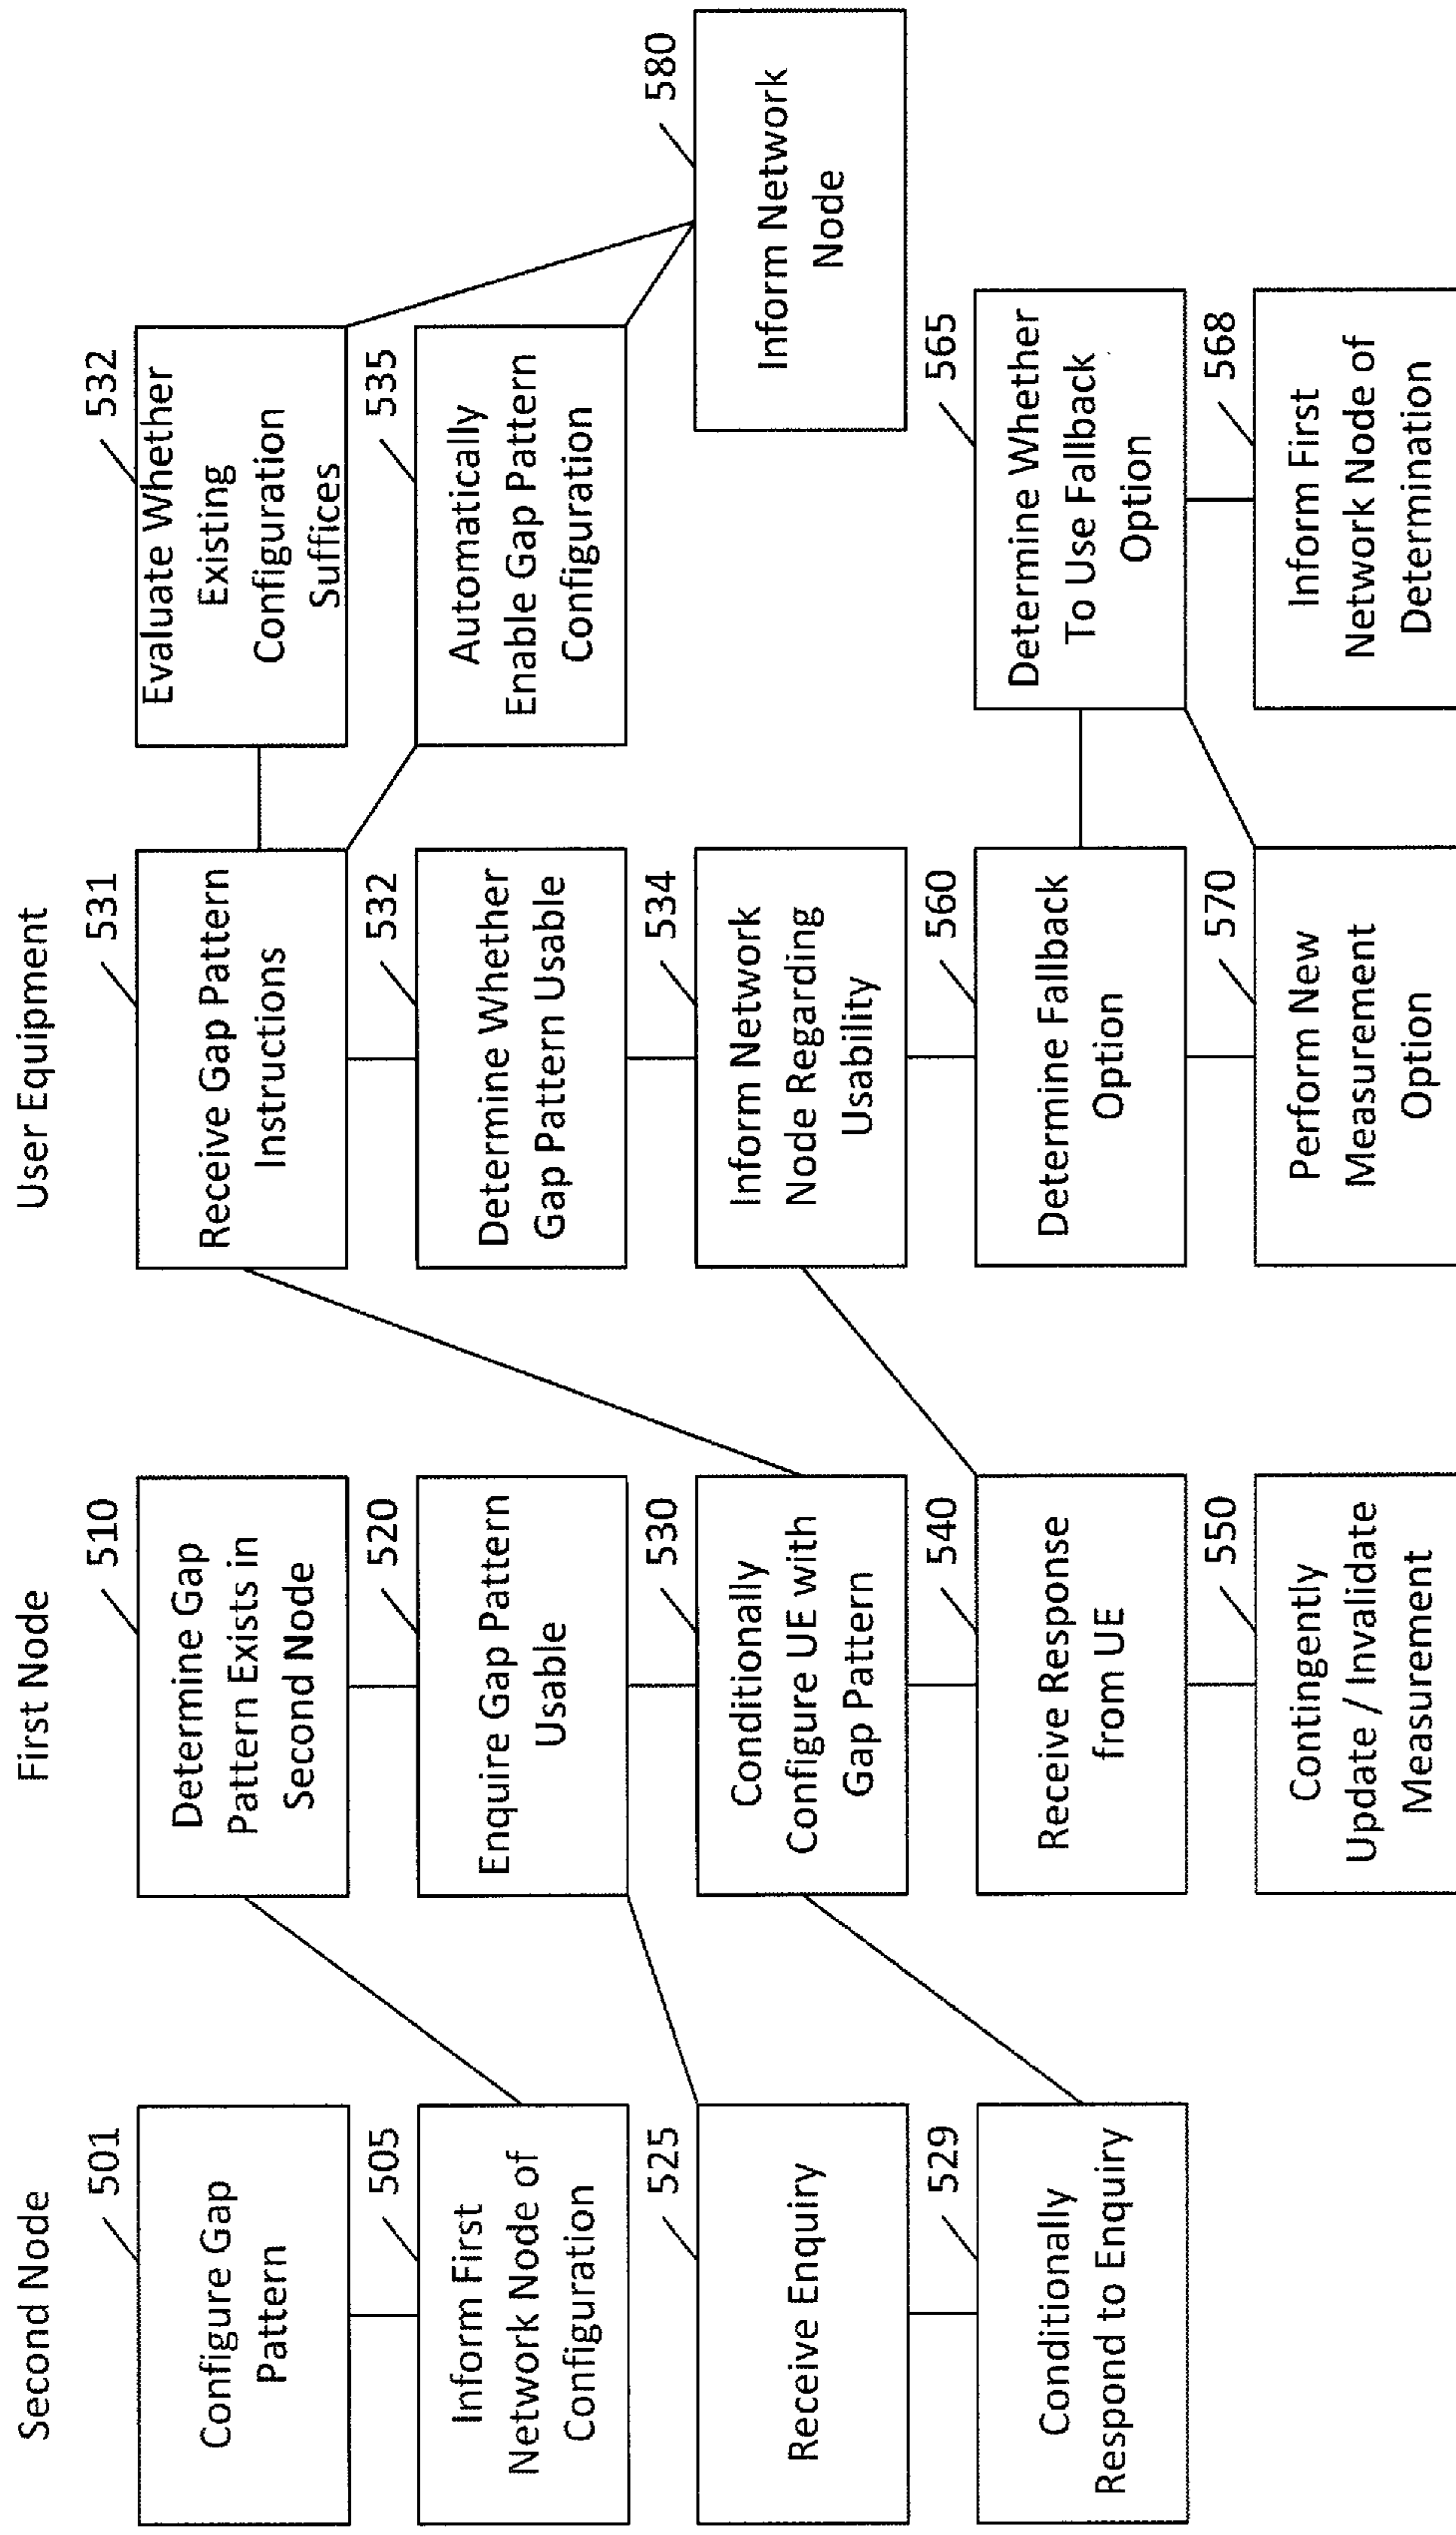 Second Node
501
Configure Gap
Pattern
505
Inform First
Network Node of
Configuration
525
Receive Enquiry
529
Conditionally
Respond to Enquiry
First Node
510
Determine Gap
Pattern Exists in
Second Node
520
Enquire Gap Pattern
Usable
530
Conditionally
Configure UE with
Gap Pattern
540
Receive Response
from UE
550
Contingently
Update / Invalidate
Measurement
User Equipment
531
Receive Gap Pattern
Instructions
532
Determine Whether
Gap Pattern Usable
534
Inform Network
Node Regarding
Usability
560
Determine Fallback
Option
570
Perform New
Measurement
Option
532
Evaluate Whether
Existing
Configuration
Suffices
535
Automatically
Enable Gap Pattern
Configuration
580
Inform Network
Node
565
Determine Whether
To Use Fallback
Option
568
Inform First
Network Node of
Determination